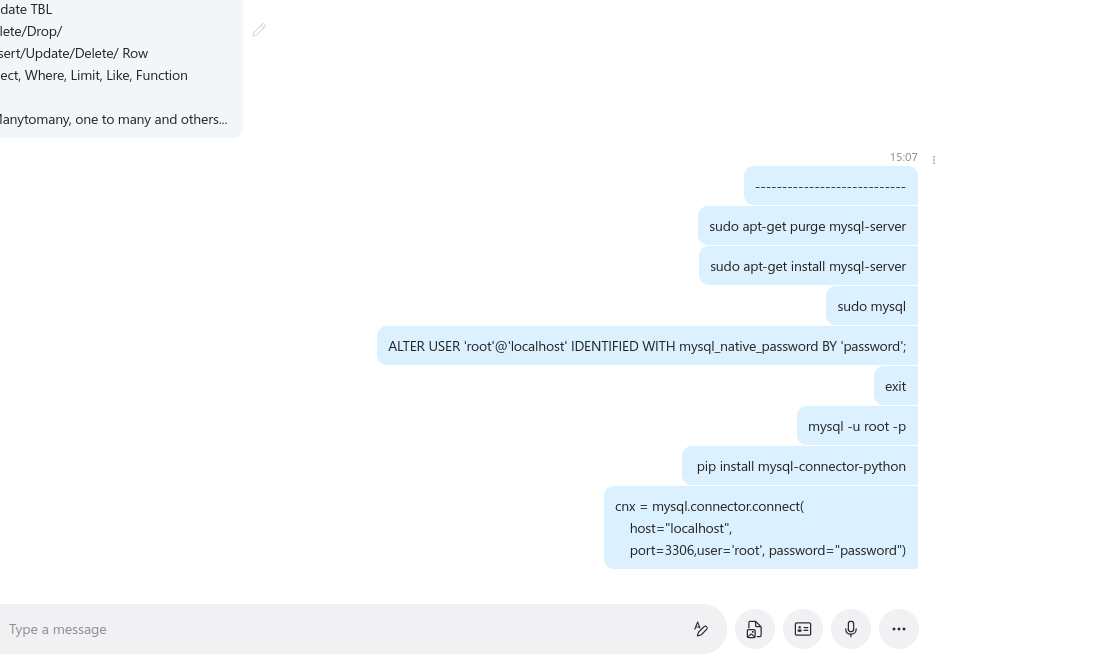 date TBL
lete/Drop/
sert/Update/Delete/ Row
ect, Where, Limit, Like, Function
Manytomany, one to many and others...
15:07
----------------------------
sudo apt-get purge mysql-server
sudo apt-get install mysql-server
sudo mysql
ALTER USER 'root'@'localhost' IDENTIFIED WITH mysql_native_password BY 'password';
exit
mysql -u root -p
pip install mysql-connector-python
cnx = mysql.connector.connect(
    host="localhost",
    port=3306,user='root', password="password")
Type a message